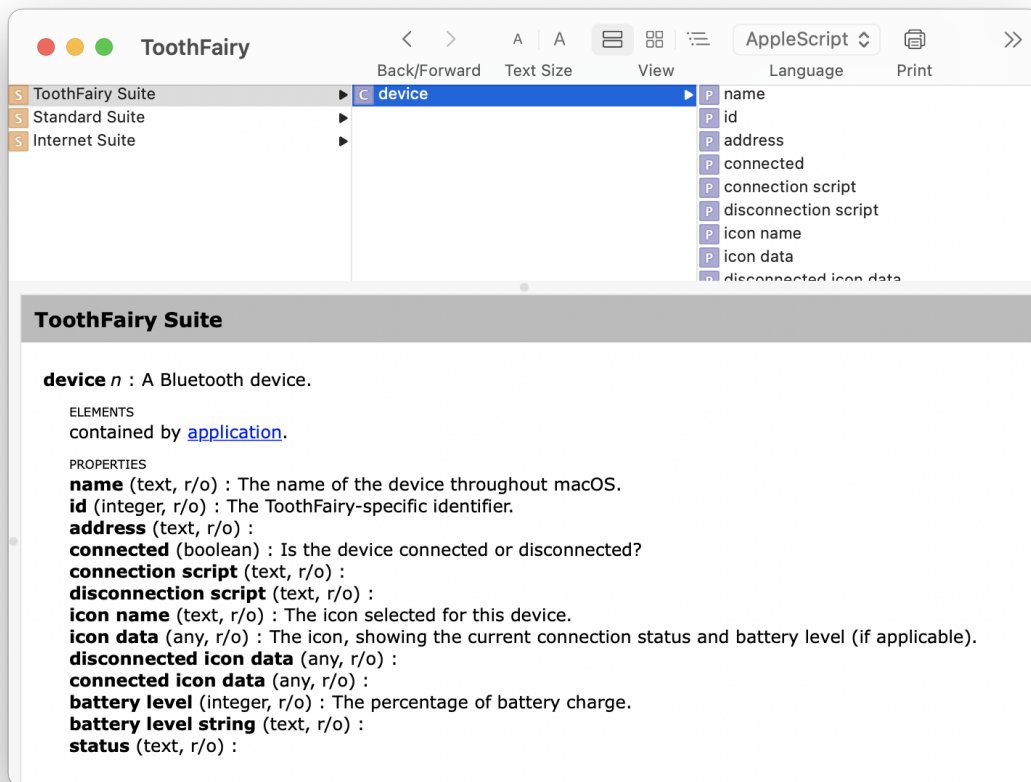 ToothFairy
A A
AppleScript
Back/Forward Text Size View Language Print
S ToothFairy Suite
S Standard Suite
S Internet Suite
C device
P name
P id
P address
P connected
P connection script
P disconnection script
P icon name
P icon data
P disconnected icon data
ToothFairy Suite
device n : A Bluetooth device.
ELEMENTS
contained by application.
PROPERTIES
name (text, r/o) : The name of the device throughout macOS.
id (integer, r/o) : The ToothFairy-specific identifier.
address (text, r/o) :
connected (boolean) : Is the device connected or disconnected?
connection script (text, r/o) :
disconnection script (text, r/o) :
icon name (text, r/o) : The icon selected for this device.
icon data (any, r/o) : The icon, showing the current connection status and battery level (if applicable).
disconnected icon data (any, r/o) :
connected icon data (any, r/o) :
battery level (integer, r/o) : The percentage of battery charge.
battery level string (text, r/o) :
status (text, r/o) :